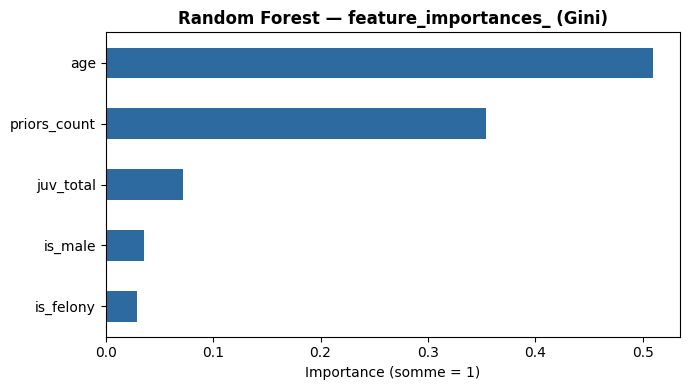 Random Forest — feature_importances_ (Gini)
age
priors_count
juv_total
is_male
is_felony
0.0 0.1 0.2 0.3 0.4 0.5
Importance (somme = 1)